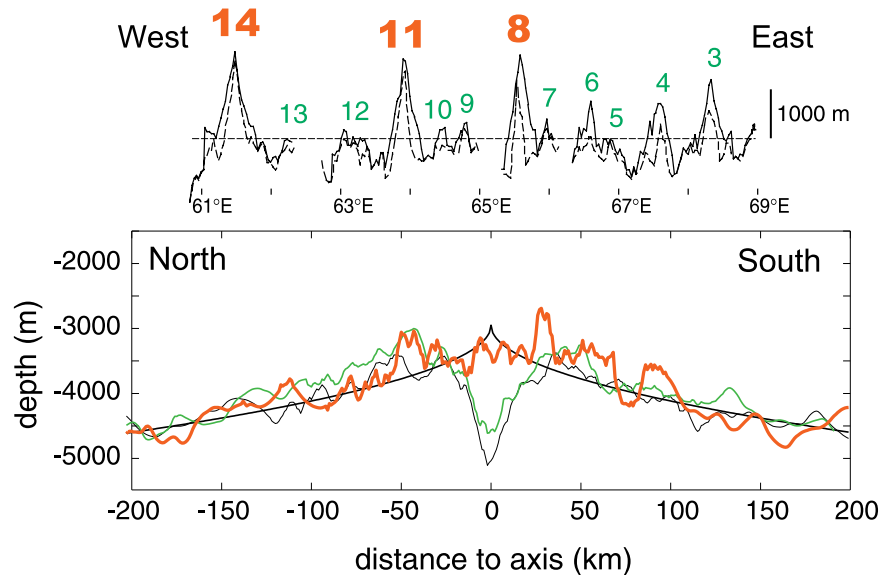 West 14 11 8 East
13 12 10 9 7 6 5 4 3
1000 m
61°E 63°E 65°E 67°E 69°E
North South
-2000
-3000
-4000
-5000
depth (m)
-200 -150 -100 -50 0 50 100 150 200
distance to axis (km)